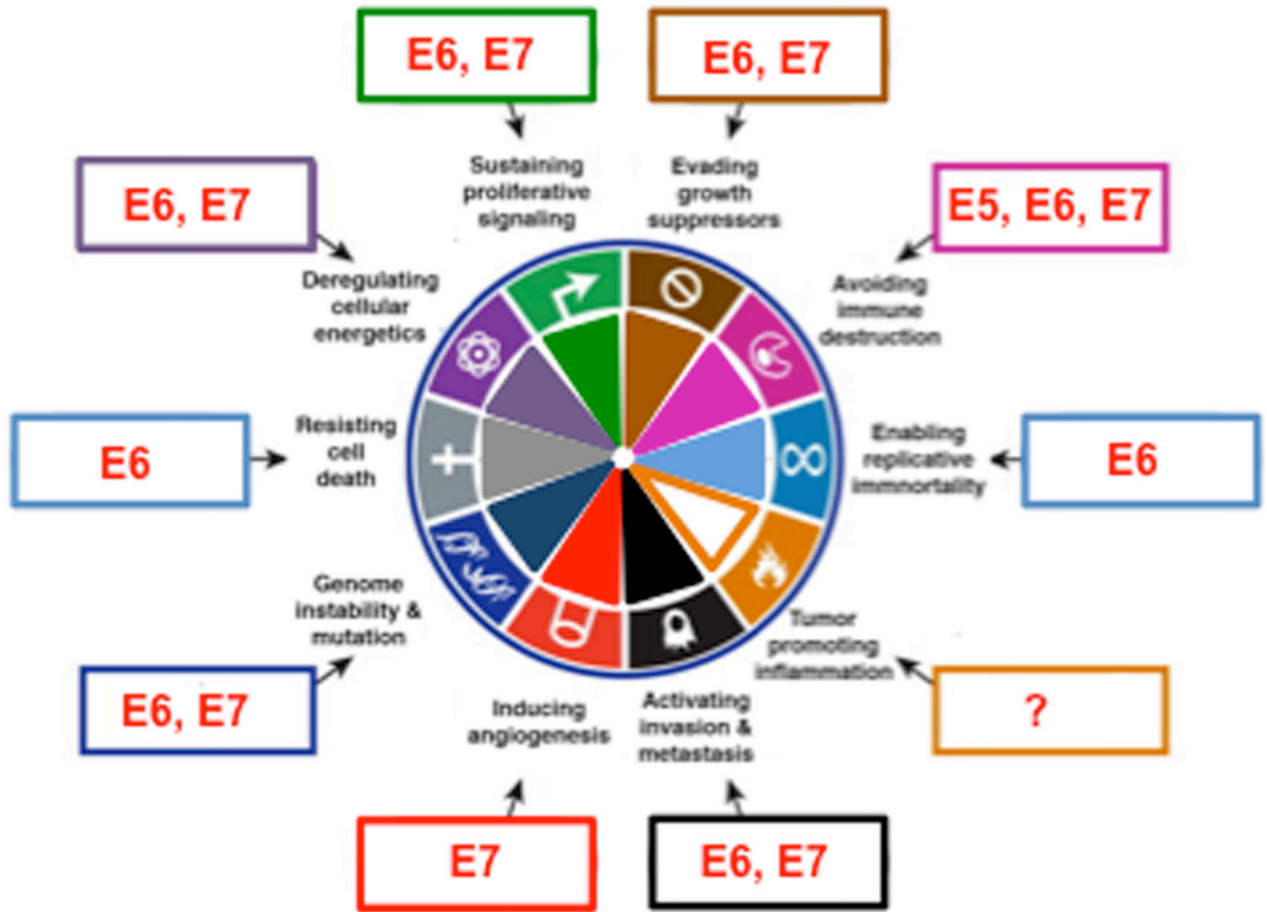 E6, E7
E6, E7
Sustaining
proliferative
signaling
Evading
growth
suppressors
E6, E7
E5, E6, E7
Deregulating
cellular
energetics
Avoiding
immune
destruction
E6
Resisting
cell
death
Enabling
replicative
immnortality
E6
Genome
instability &
mutation
Tumor
promoting
inflammation
E6, E7
Inducing
angiogenesis
Activating
invasion &
metastasis
?
E7
E6, E7